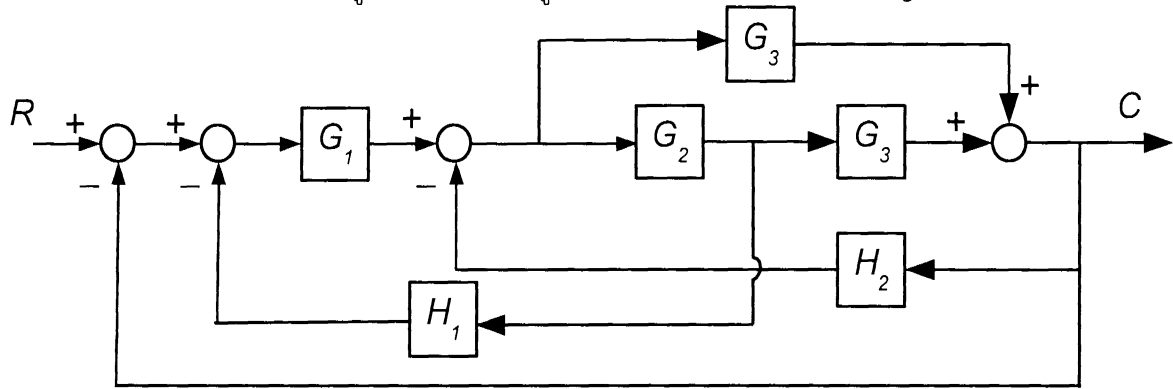 G₃
R + + G₁ + G₂ G₃ + + C
− − −
H₂
H₁